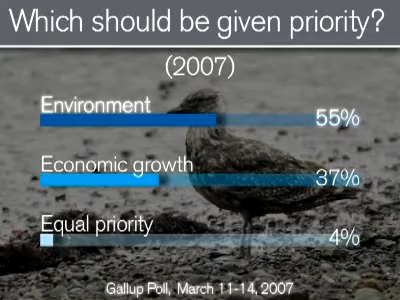 Which should be given priority?
(2007)
Environment
55%
Economic growth
37%
Equal priority
4%
Gallup Poll, March 11-14, 2007